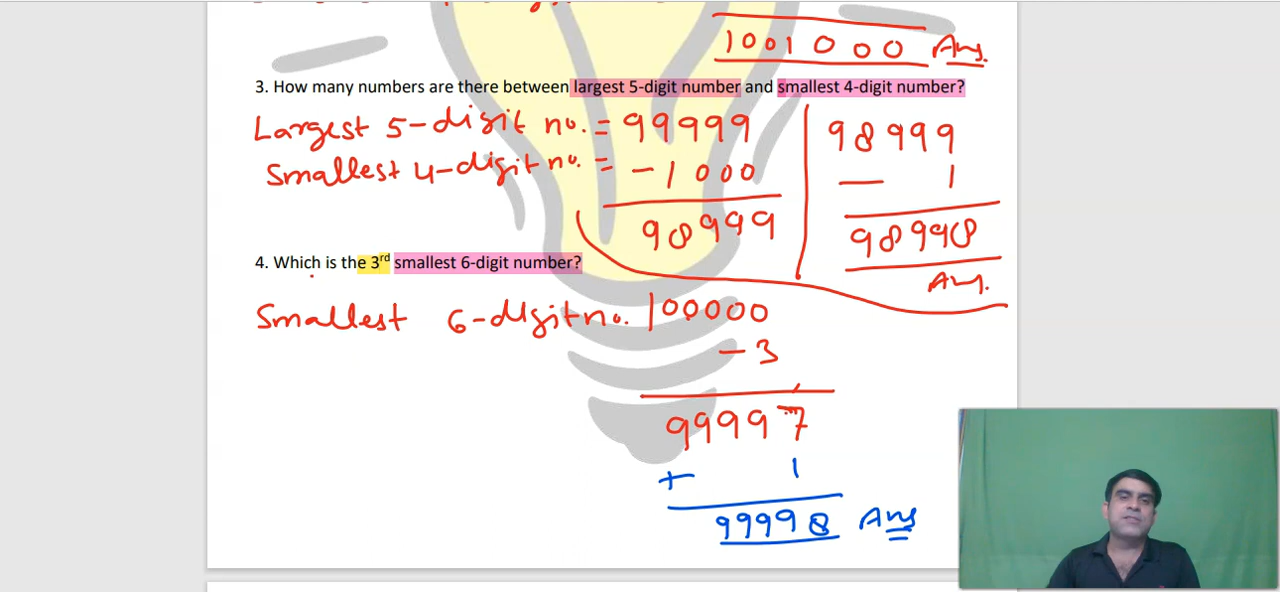 1001000 Ans.
3. How many numbers are there between largest 5-digit number and smallest 4-digit number?
Largest 5-digit no. = 99999
Smallest 4-digit no. = -1000
98999
98999
- 1
98998
Ans.
4. Which is the 3rd smallest 6-digit number?
Smallest 6-digit no. 100000
-3
99997
+ 1
99998 Ans